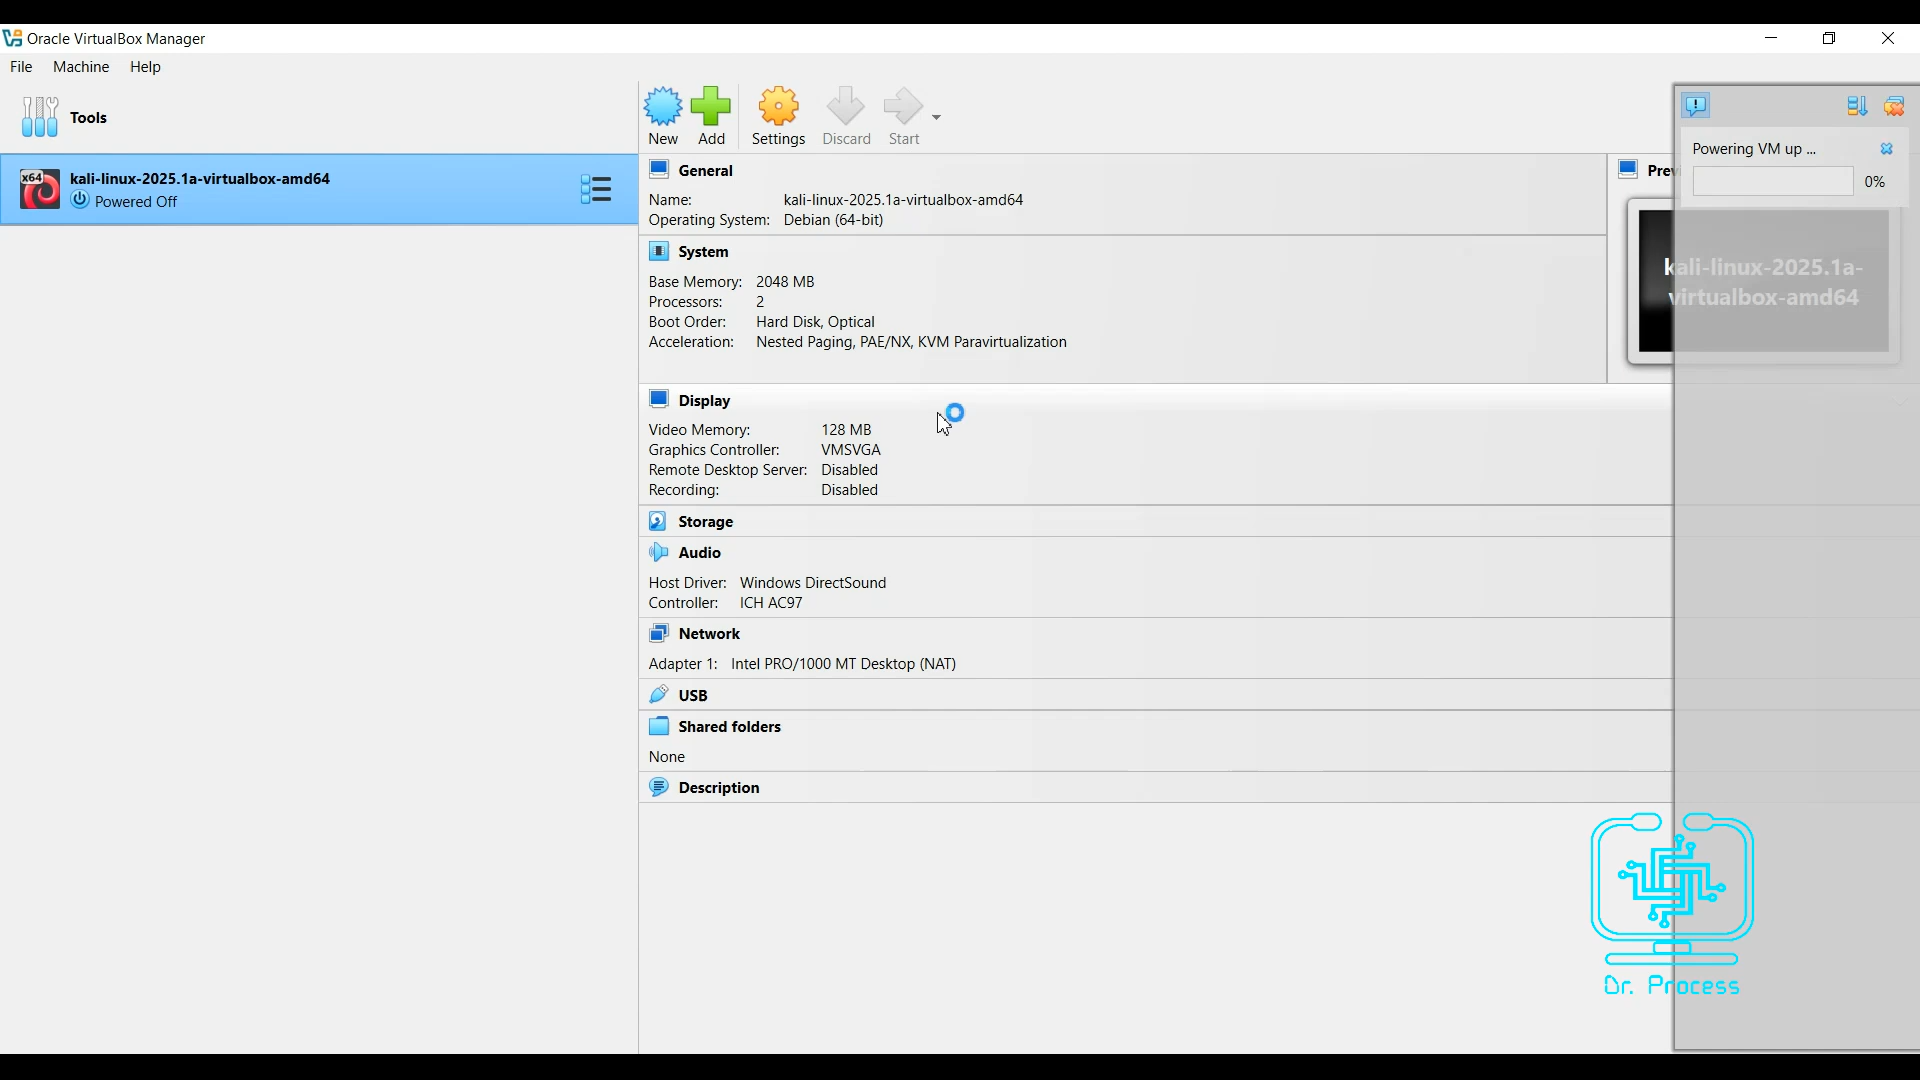 Oracle VirtualBox Manager
File Machine Help
Tools
x64 kali-linux-2025.1a-virtualbox-amd64
Powered Off
New Add Settings Discard Start
General
Name: kali-linux-2025.1a-virtualbox-amd64
Operating System: Debian (64-bit)
System
Base Memory: 2048 MB
Processors: 2
Boot Order: Hard Disk, Optical
Acceleration: Nested Paging, PAE/NX, KVM Paravirtualization
Display
Video Memory: 128 MB
Graphics Controller: VMSVGA
Remote Desktop Server: Disabled
Recording: Disabled
Storage
Audio
Host Driver: Windows DirectSound
Controller: ICH AC97
Network
Adapter 1: Intel PRO/1000 MT Desktop (NAT)
USB
Shared folders
None
Description
Prev
kali-linux-2025.1a-
virtualbox-amd64
Powering VM up ...
0%
Dr. Process